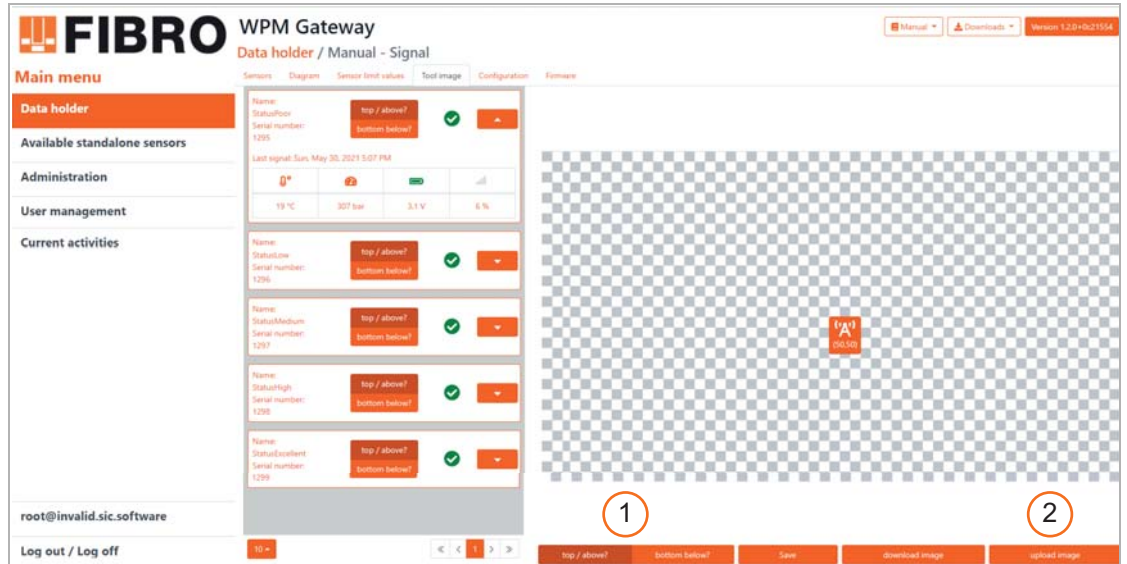 FIBRO
WPM Gateway
Manual
Downloads
Version 1.2.0+0c21554
Data holder / Manual - Signal
Main menu
Sensors Diagram Sensor limit values Tool image Configuration Firmware
Data holder
Available standalone sensors
Administration
User management
Current activities
root@invalid.sic.software
Log out / Log off
Name:
StatusPoor
Serial number:
1295
top / above?
bottom below?
Last signal: Sun, May 30, 2021 5:07 PM
19 °C 307 bar 3.1 V 6 %
Name:
StatusLow
Serial number:
1296
top / above?
bottom below?
Name:
StatusMedium
Serial number:
1297
top / above?
bottom below?
Name:
StatusHigh
Serial number:
1298
top / above?
bottom below?
Name:
StatusExcellent
Serial number:
1299
top / above?
bottom below?
10
« ‹ 1 › »
(50,50)
1
2
top / above? bottom below? Save download image upload image